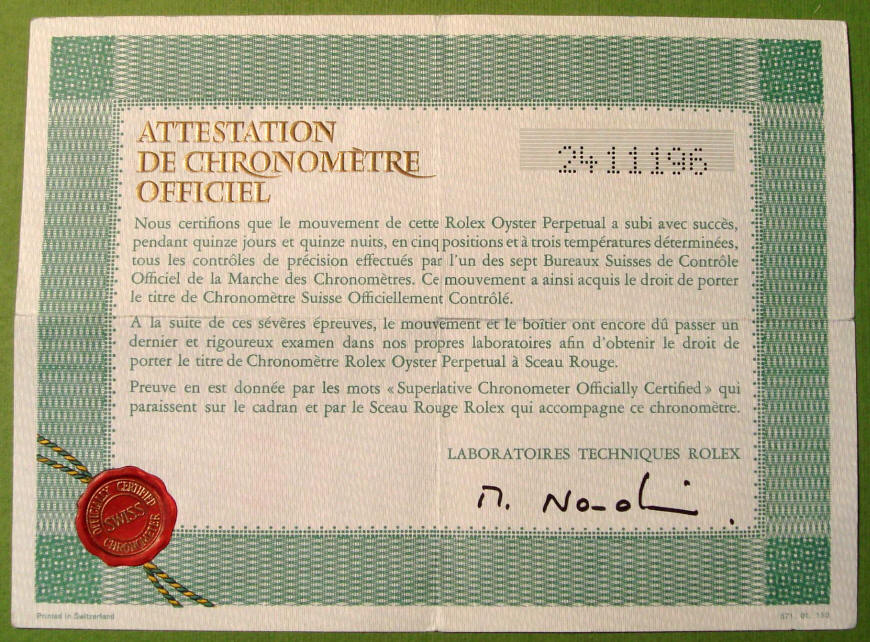 ATTESTATION
DE CHRONOMÈTRE
OFFICIEL
2411196
Nous certifions que le mouvement de cette Rolex Oyster Perpetual a subi avec succès,
pendant quinze jours et quinze nuits, en cinq positions et à trois températures déterminées,
tous les contrôles de précision effectués par l'un des sept Bureaux Suisses de Contrôle
Officiel de la Marche des Chronomètres. Ce mouvement a ainsi acquis le droit de porter
le titre de Chronomètre Suisse Officiellement Contrôlé.
A la suite de ces sévères épreuves, le mouvement et le boîtier ont encore dû passer un
dernier et rigoureux examen dans nos propres laboratoires afin d'obtenir le droit de
porter le titre de Chronomètre Rolex Oyster Perpetual à Sceau Rouge.
Preuve en est donnée par les mots « Superlative Chronometer Officially Certified » qui
paraissent sur le cadran et par le Sceau Rouge Rolex qui accompagne ce chronomètre.
LABORATOIRES TECHNIQUES ROLEX
OFFICIALLY CERTIFIED
SWISS
CHRONOMETER
Printed in Switzerland
571. 01. 150